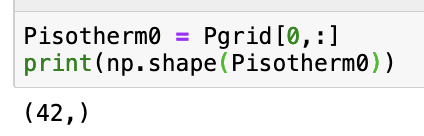 Pisotherm0 = Pgrid[0,:]
print(np.shape(Pisotherm0))
(42,)